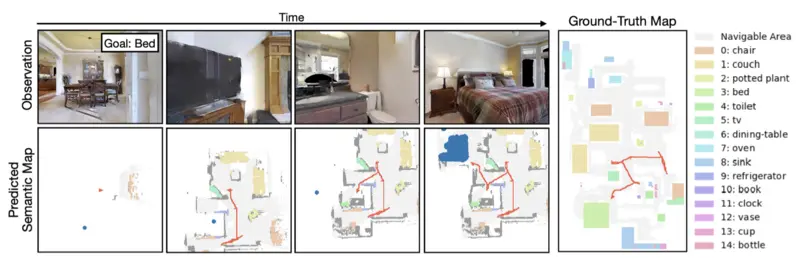 Time
Ground-Truth Map
Observation
Goal: Bed
Predicted
Semantic Map
Navigable Area
0: chair
1: couch
2: potted plant
3: bed
4: toilet
5: tv
6: dining-table
7: oven
8: sink
9: refrigerator
10: book
11: clock
12: vase
13: cup
14: bottle